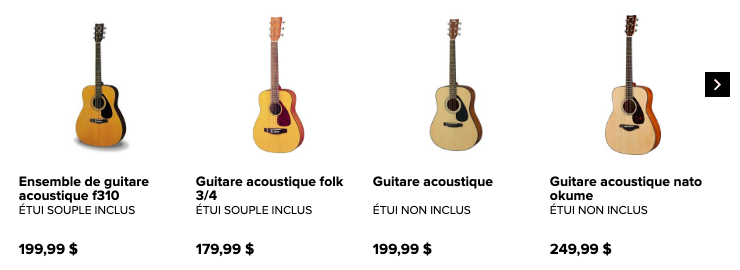 Ensemble de guitare
acoustique f310
ÉTUI SOUPLE INCLUS
199,99 $
Guitare acoustique folk
3/4
ÉTUI SOUPLE INCLUS
179,99 $
Guitare acoustique
ÉTUI NON INCLUS
199,99 $
Guitare acoustique nato
okume
ÉTUI NON INCLUS
249,99 $